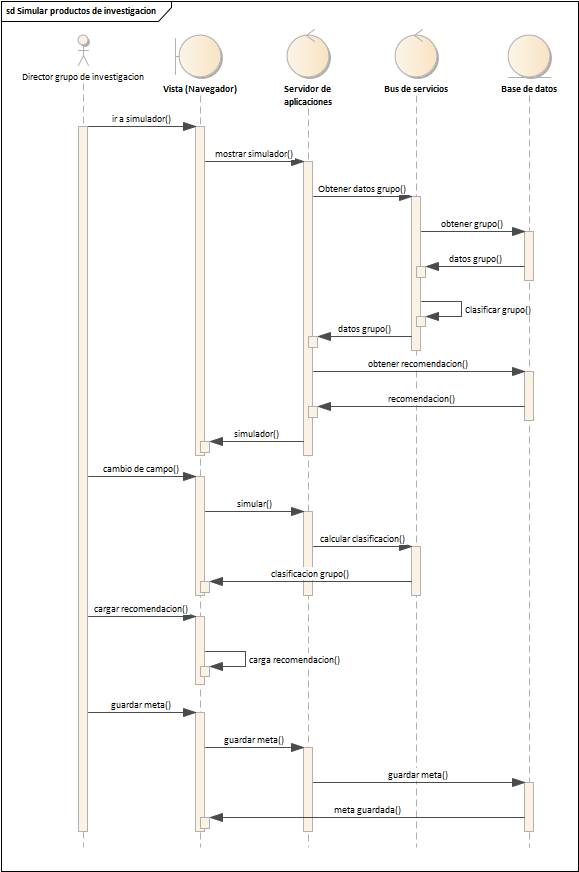 sd Simular productos de investigacion
Director grupo de investigacion
Vista (Navegador)
Servidor de
aplicaciones
Bus de servicios
Base de datos
ir a simulador()
mostrar simulador()
Obtener datos grupo()
obtener grupo()
datos grupo()
Clasificar grupo()
datos grupo()
obtener recomendacion()
recomendacion()
simulador()
cambio de campo()
simular()
calcular clasificacion()
clasificacion grupo()
cargar recomendacion()
carga recomendacion()
guardar meta()
guardar meta()
guardar meta()
meta guardada()